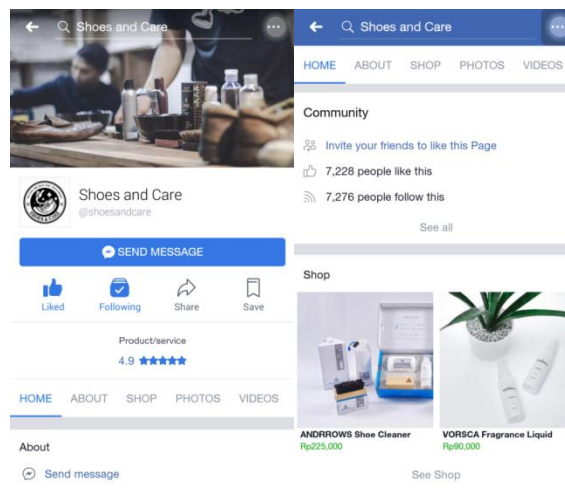 Shoes and Care
Shoes and Care
@shoesandcare
SEND MESSAGE
Liked
Following
Share
Save
Product/service
4.9
HOME ABOUT SHOP PHOTOS VIDEOS
About
Send message
Shoes and Care
HOME ABOUT SHOP PHOTOS VIDEOS
Community
Invite your friends to like this Page
7,228 people like this
7,276 people follow this
See all
Shop
ANDRROWS Shoe Cleaner
Rp225,000
VORSCA Fragrance Liquid
Rp90,000
See Shop